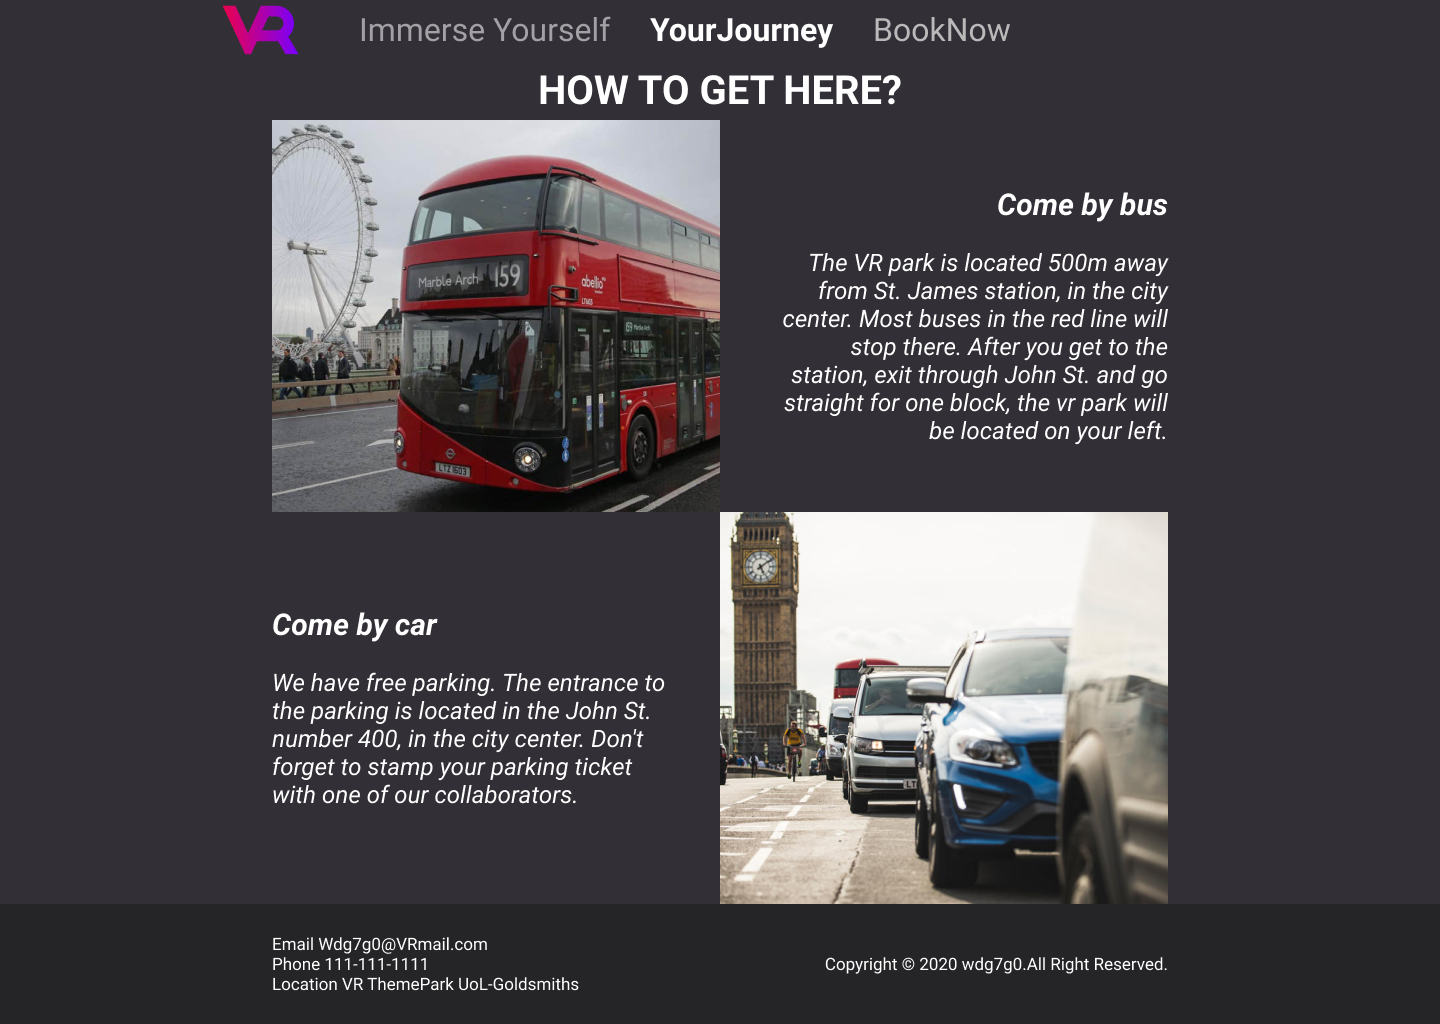 VR
Immerse Yourself YourJourney BookNow
HOW TO GET HERE?
Marble Arch 159
abellio
LTZ 1503
159 Marble Arch
Come by bus
The VR park is located 500m away
from St. James station, in the city
center. Most buses in the red line will
stop there. After you get to the
station, exit through John St. and go
straight for one block, the vr park will
be located on your left.
Come by car
We have free parking. The entrance to
the parking is located in the John St.
number 400, in the city center. Don't
forget to stamp your parking ticket
with one of our collaborators.
Email Wdg7g0@VRmail.com
Phone 111-111-1111
Location VR ThemePark UoL-Goldsmiths
Copyright © 2020 wdg7g0.All Right Reserved.